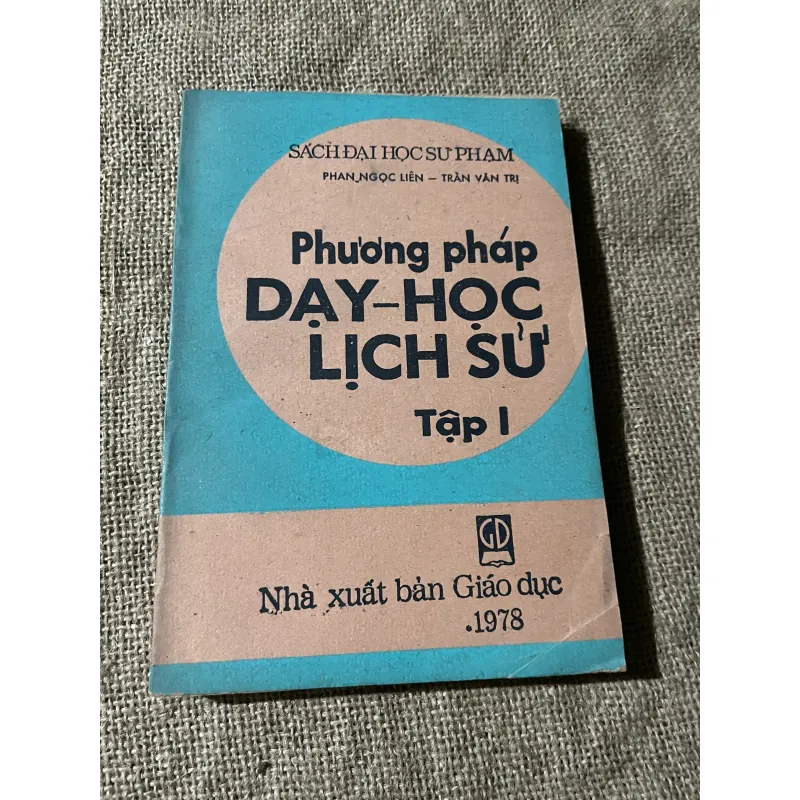 SÁCH ĐẠI HỌC SƯ PHẠM
PHAN NGỌC LIÊN – TRẦN VĂN TRỊ
Phương pháp
DẠY–HỌC
LỊCH SỬ
Tập I
GD
Nhà xuất bản Giáo dục
.1978